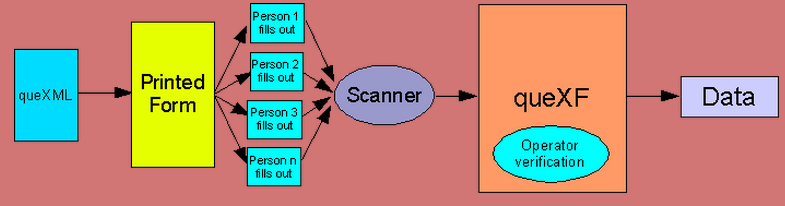 queXML
Printed
Form
Person 1
fills out
Person 2
fills out
Person 3
fills out
Person n
fills out
Scanner
queXF
Operator
verification
Data